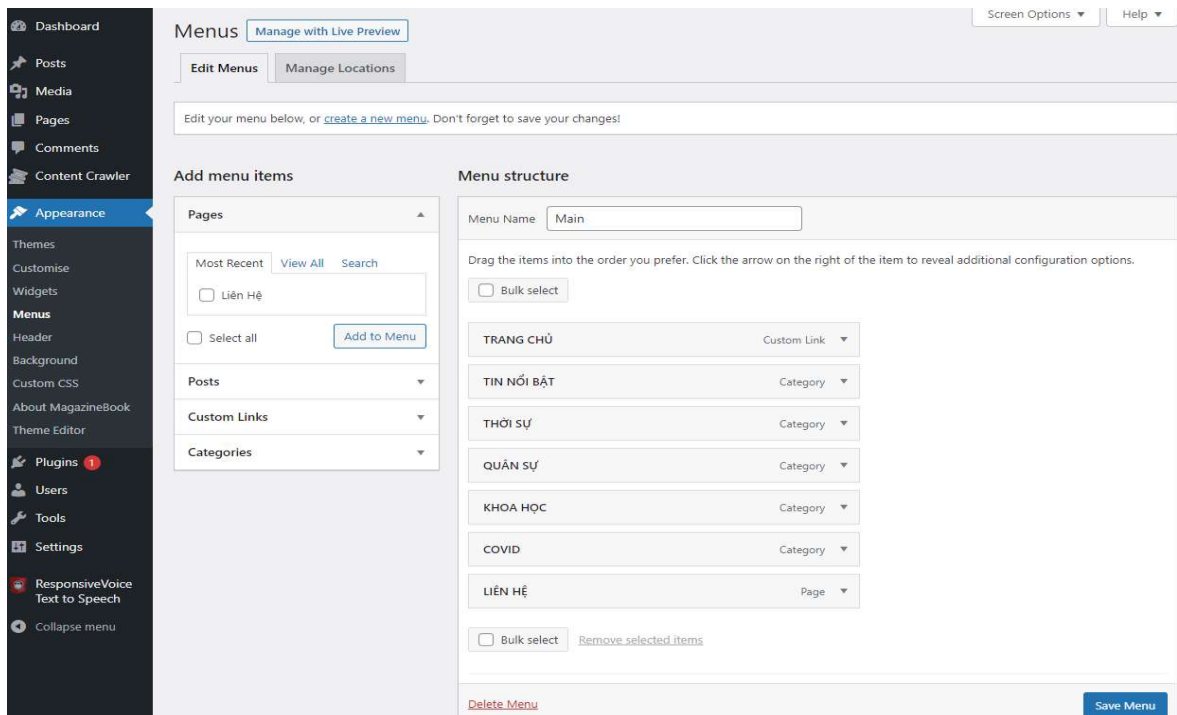 Dashboard
Posts
Media
Pages
Comments
Content Crawler
Appearance
Themes
Customise
Widgets
Menus
Header
Background
Custom CSS
About MagazineBook
Theme Editor
Plugins 1
Users
Tools
Settings
ResponsiveVoice
Text to Speech
Collapse menu
Screen Options
Help
Menus
Manage with Live Preview
Edit Menus
Manage Locations
Edit your menu below, or create a new menu. Don't forget to save your changes!
Add menu items
Pages
Most Recent
View All
Search
Liên Hệ
Select all
Add to Menu
Posts
Custom Links
Categories
Menu structure
Menu Name Main
Drag the items into the order you prefer. Click the arrow on the right of the item to reveal additional configuration options.
Bulk select
TRANG CHỦ Custom Link
TIN NỔI BẬT Category
THỜI SỰ Category
QUÂN SỰ Category
KHOA HỌC Category
COVID Category
LIÊN HỆ Page
Bulk select Remove selected items
Delete Menu Save Menu